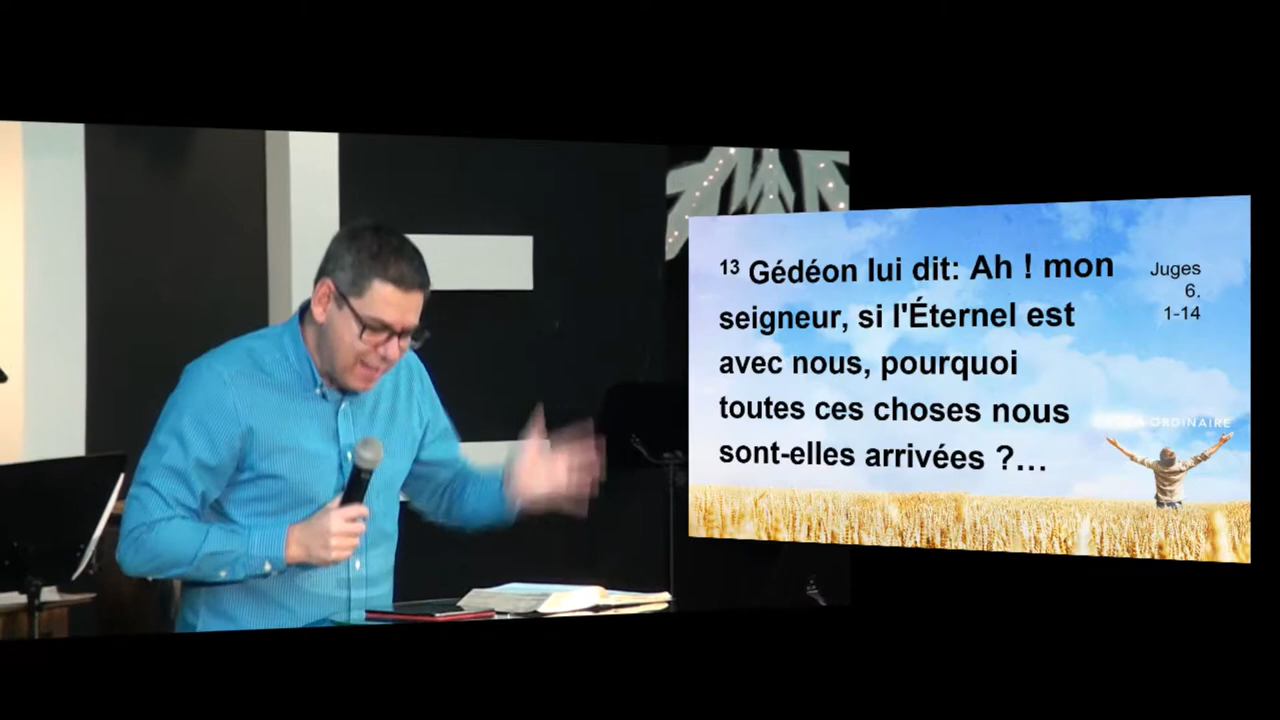 13 Gédéon lui dit: Ah ! mon
seigneur, si l'Éternel est
avec nous, pourquoi
toutes ces choses nous
sont-elles arrivées ?...
Juges
6.
1-14
ORDINAIRE